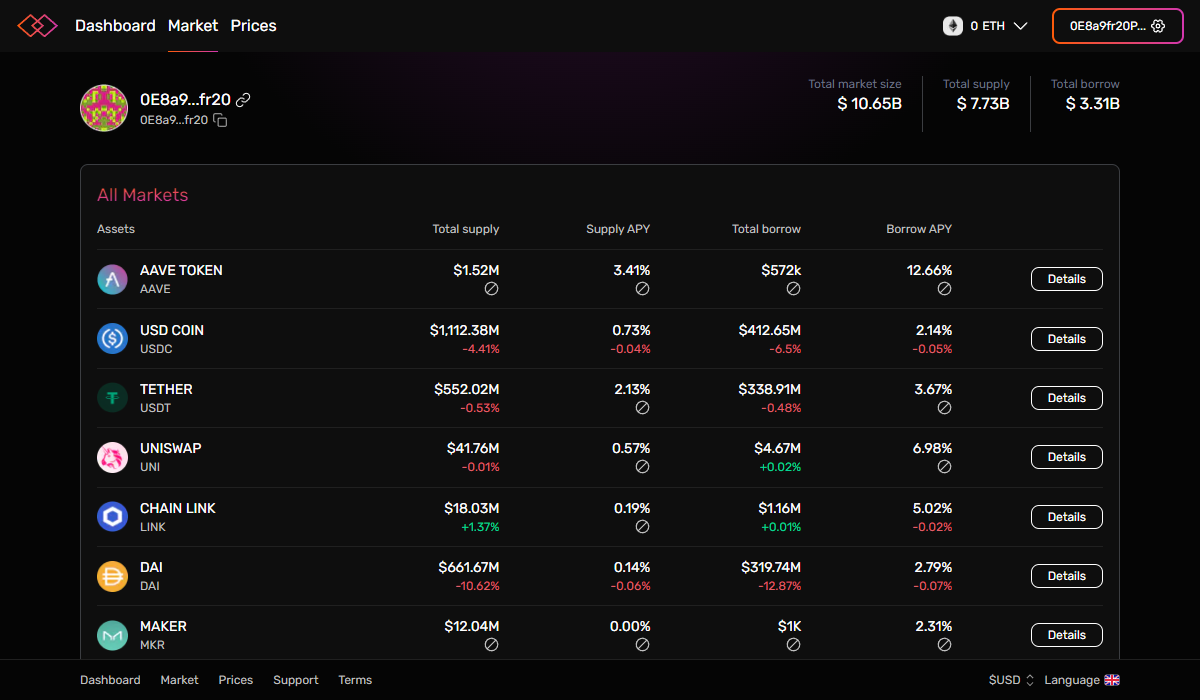 Dashboard Market Prices 0 ETH 0E8a9fr20P...
0E8a9...fr20
0E8a9...fr20
Total market size Total supply Total borrow
$ 10.65B $ 7.73B $ 3.31B
All Markets
Assets Total supply Supply APY Total borrow Borrow APY
AAVE TOKEN $1.52M 3.41% $572k 12.66% Details
AAVE
USD COIN $1,112.38M 0.73% $412.65M 2.14% Details
USDC -4.41% -0.04% -6.5% -0.05%
TETHER $552.02M 2.13% $338.91M 3.67% Details
USDT -0.53% -0.48%
UNISWAP $41.76M 0.57% $4.67M 6.98% Details
UNI -0.01% +0.02%
CHAIN LINK $18.03M 0.19% $1.16M 5.02% Details
LINK +1.37% +0.01% -0.02%
DAI $661.67M 0.14% $319.74M 2.79% Details
DAI -10.62% -0.06% -12.87% -0.07%
MAKER $12.04M 0.00% $1K 2.31% Details
MKR
Dashboard Market Prices Support Terms $USD Language